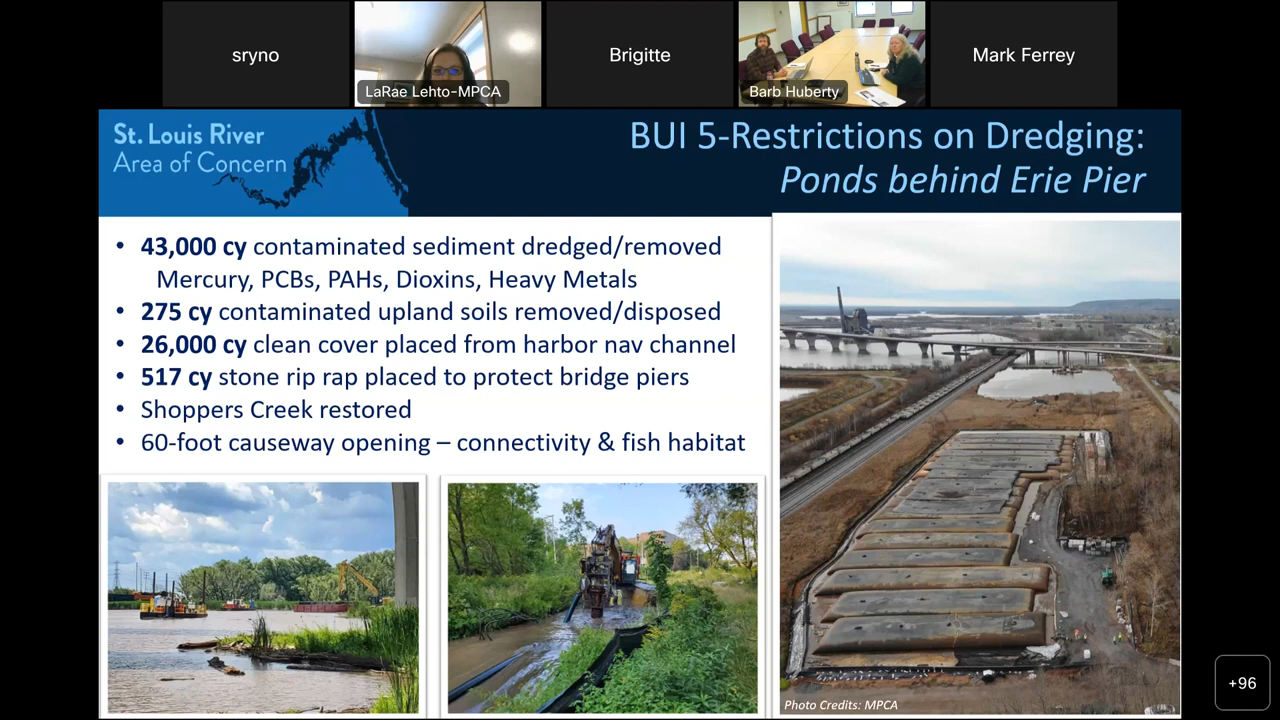 sryno
LaRae Lehto-MPCA
Brigitte
Barb Huberty
Mark Ferrey
St. Louis River
Area of Concern
BUI 5-Restrictions on Dredging:
Ponds behind Erie Pier
• 43,000 cy contaminated sediment dredged/removed
Mercury, PCBs, PAHs, Dioxins, Heavy Metals
• 275 cy contaminated upland soils removed/disposed
• 26,000 cy clean cover placed from harbor nav channel
• 517 cy stone rip rap placed to protect bridge piers
• Shoppers Creek restored
• 60-foot causeway opening – connectivity & fish habitat
Photo Credits: MPCA
+96